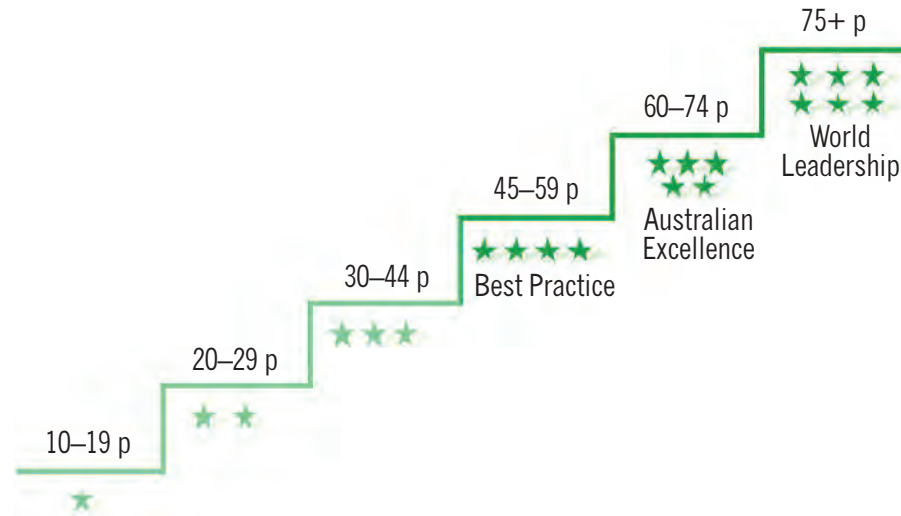 75+ p
World
Leadership
60–74 p
Australian
Excellence
45–59 p
Best Practice
30–44 p
20–29 p
10–19 p